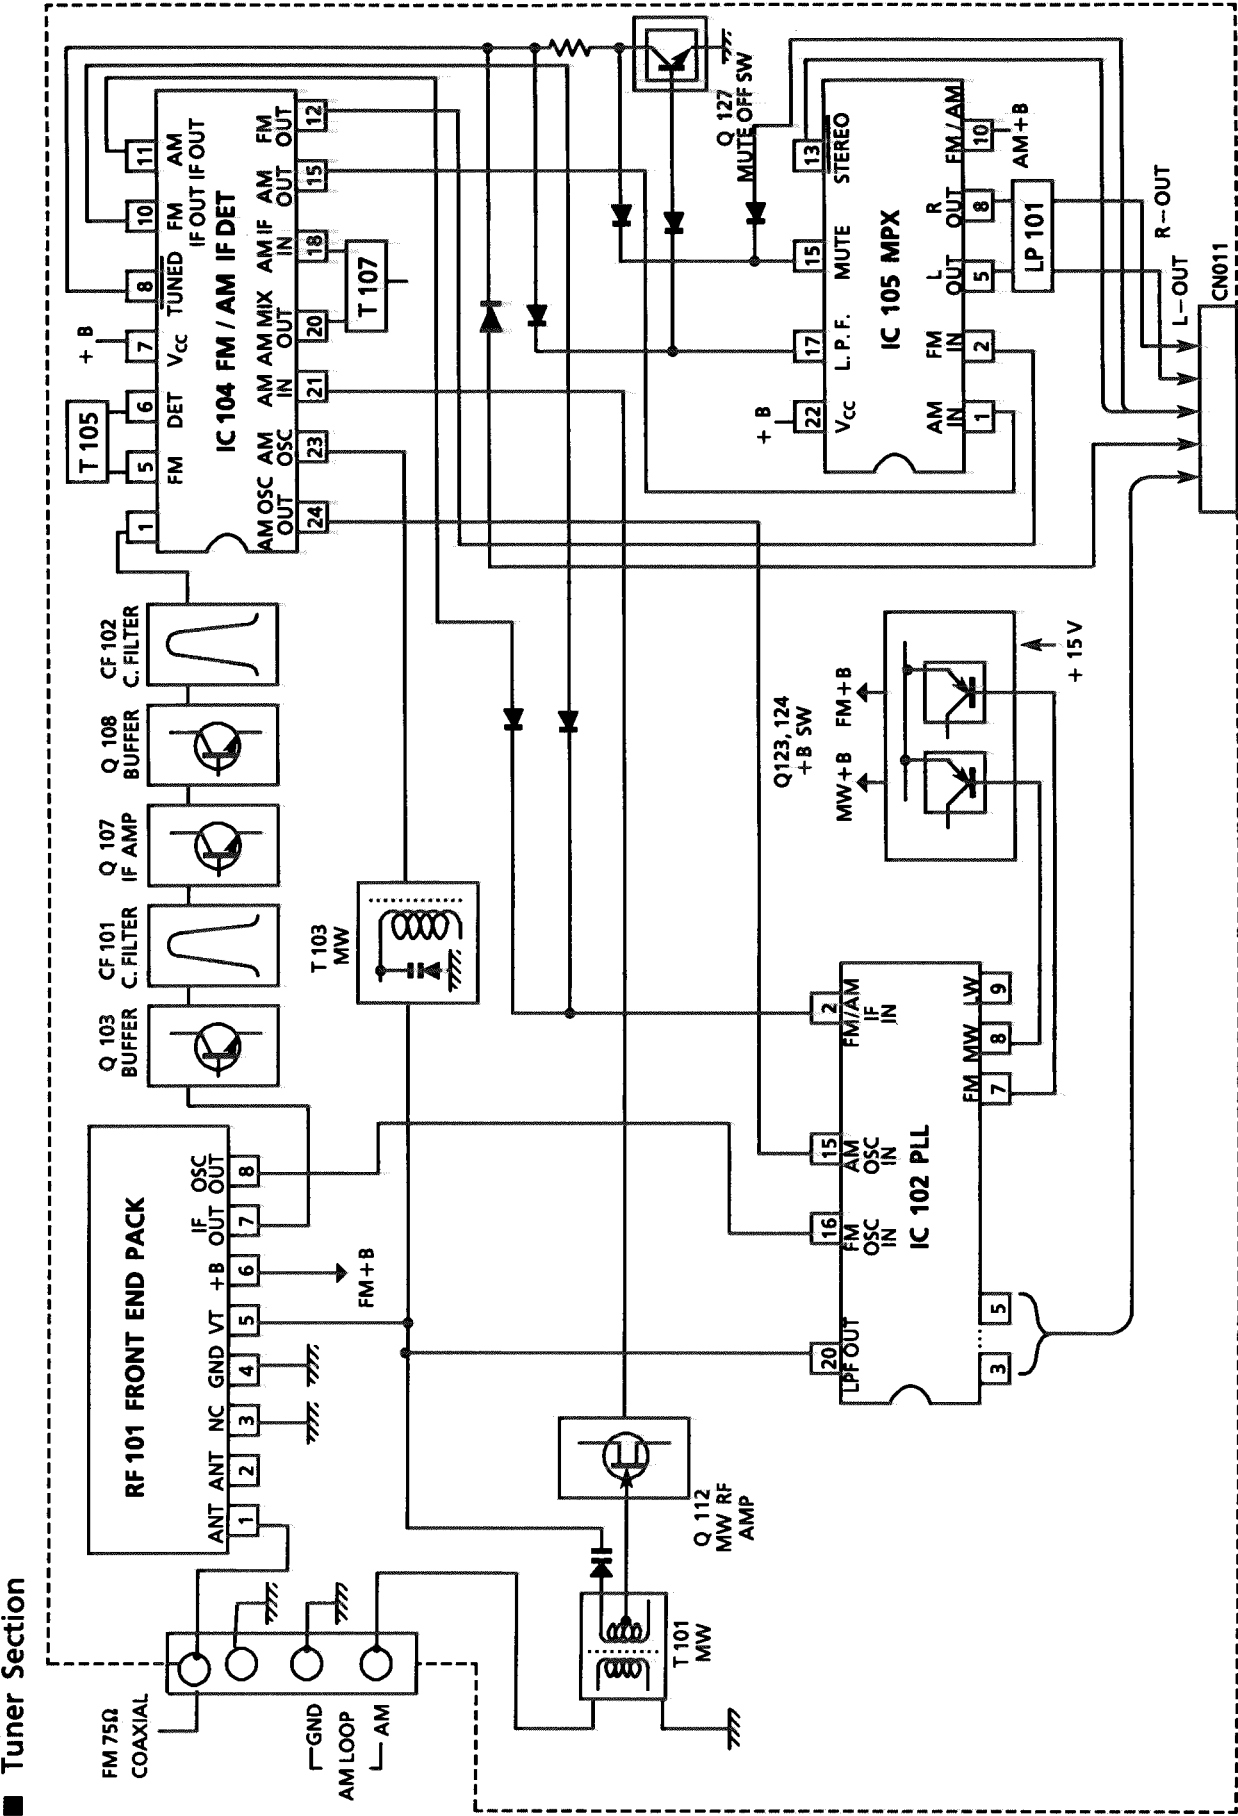 ■ Tuner Section
FM 75Ω
COAXIAL
GND
AM LOOP
AM
RF 101 FRONT END PACK
ANT
ANT
NC
GND
VT
+B
IF
OUT
OSC
OUT
1
2
3
4
5
6
7
8
FM+B
Q 103
BUFFER
CF 101
C. FILTER
Q 107
IF AMP
Q 108
BUFFER
CF 102
C. FILTER
T 105
+ B
1
5
6
7
8
10
11
FM
DET
VCC
TUNED
FM
IF OUT
AM
IF OUT
IC 104 FM / AM IF DET
AM OSC
OUT
AM
OSC
AM
IN
AM MIX
OUT
AM IF
IN
AM
OUT
FM
OUT
24
23
21
20
18
15
12
T 107
T 103
MW
T 101
MW
Q 112
MW RF
AMP
20
16
15
2
LPF OUT
FM
OSC
IN
AM
OSC
IN
FM/AM
IF
IN
IC 102 PLL
FM
MW
LW
3
5
7
8
9
Q123, 124
+B SW
MW+B
FM+B
+ 15 V
Q 127
MUTE OFF SW
+ B
22
17
15
13
VCC
L. P. F.
MUTE
STEREO
IC 105 MPX
AM
IN
FM
IN
L
OUT
R
OUT
FM / AM
1
2
5
8
10
LP 101
AM+B
L-OUT
R-OUT
CN011